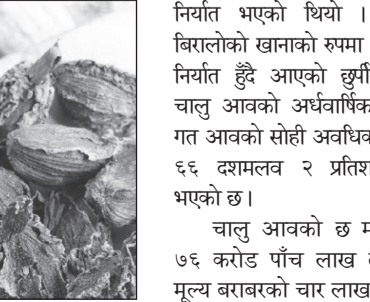 निर्यात भएको थियो ।
बिरालोको खानाको रुपमा
निर्यात हुँदै आएको छुर्पी
चालु आवको अर्धवार्षिक
गत आवको सोही अवधिक
६६ दशमलव २ प्रतिश
भएको छ।
चालु आवको छ म
७६ करोड पाँच लाख
मूल्य बराबरको चार लाख